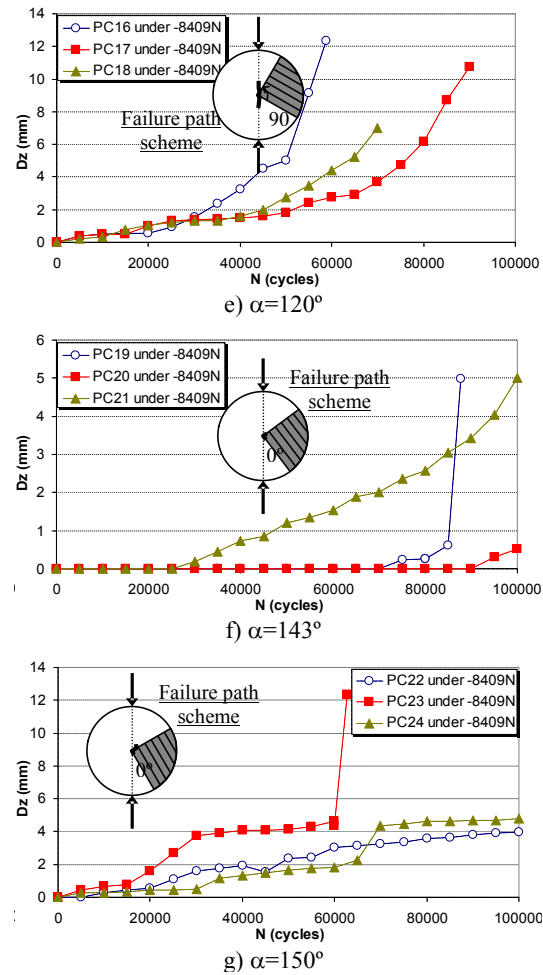 14
12
10
8
6
4
2
0
Dz (mm)
PC16 under -8409N
PC17 under -8409N
PC18 under -8409N
Failure path
scheme
90
0 20000 40000 60000 80000 100000
N (cycles)
e) α=120º
6
5
4
3
2
1
0
Dz (mm)
PC19 under -8409N
PC20 under -8409N
PC21 under -8409N
Failure path
scheme
0º
0 20000 40000 60000 80000 100000
N (cycles)
f) α=143º
14
12
10
8
6
4
2
0
Dz (mm)
Failure path
scheme
0º
PC22 under -8409N
PC23 under -8409N
PC24 under -8409N
0 20000 40000 60000 80000 100000
N (cycles)
g) α=150º